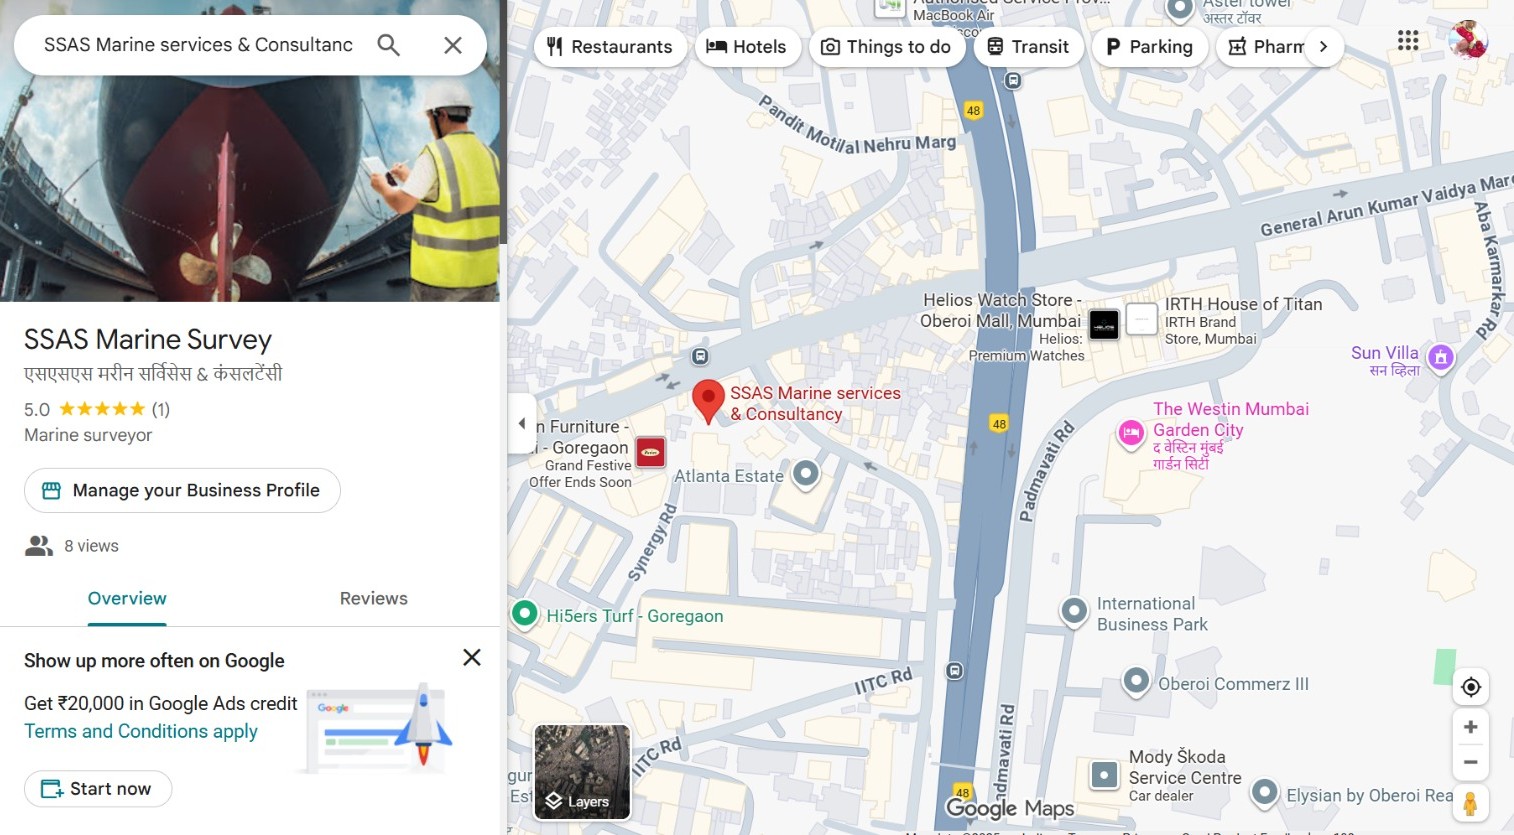 SSAS Marine services & Consultanc
SSAS Marine Survey
एसएसएस मरीन सर्विसेस & कंसलटेंसी
5.0 (1)
Marine surveyor
Manage your Business Profile
8 views
Overview
Reviews
Show up more often on Google
Get ₹20,000 in Google Ads credit
Terms and Conditions apply
Google
Start now
MacBook Air
Aster tower
अस्तर टॉवर
Restaurants
Hotels
Things to do
Transit
Parking
Pharm
48
Pandit Motilal Nehru Marg
General Arun Kumar Vaidya Mar
Aba Karmarkar Rd
Helios Watch Store -
Oberoi Mall, Mumbai
Helios:
Premium Watches
IRTH House of Titan
IRTH Brand
Store, Mumbai
Sun Villa
सन व्हिला
SSAS Marine services
& Consultancy
n Furniture -
i - Goregaon
Grand Festive
Offer Ends Soon
Atlanta Estate
48
The Westin Mumbai
Garden City
द वेस्टिन मुंबई
गार्डन सिटी
Padmavati Rd
Synergy Rd
Hi5ers Turf - Goregaon
International
Business Park
IITC Rd
Oberoi Commerz III
IITC Rd
admavati Rd
Mody Škoda
Service Centre
Car dealer
Elysian by Oberoi Rea
48
Layers
Google Maps